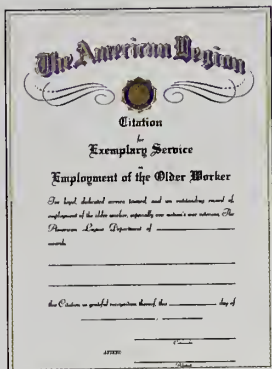 The American Legion
Citation
for
Exemplary Service
in
Employment of the Older Worker
For loyal, dedicated service toward, and an outstanding record of
employment of the older worker, especially our nation's war veterans, The
American Legion Department of
awards
this Citation in grateful recognition thereof, this day of
ATTEST: